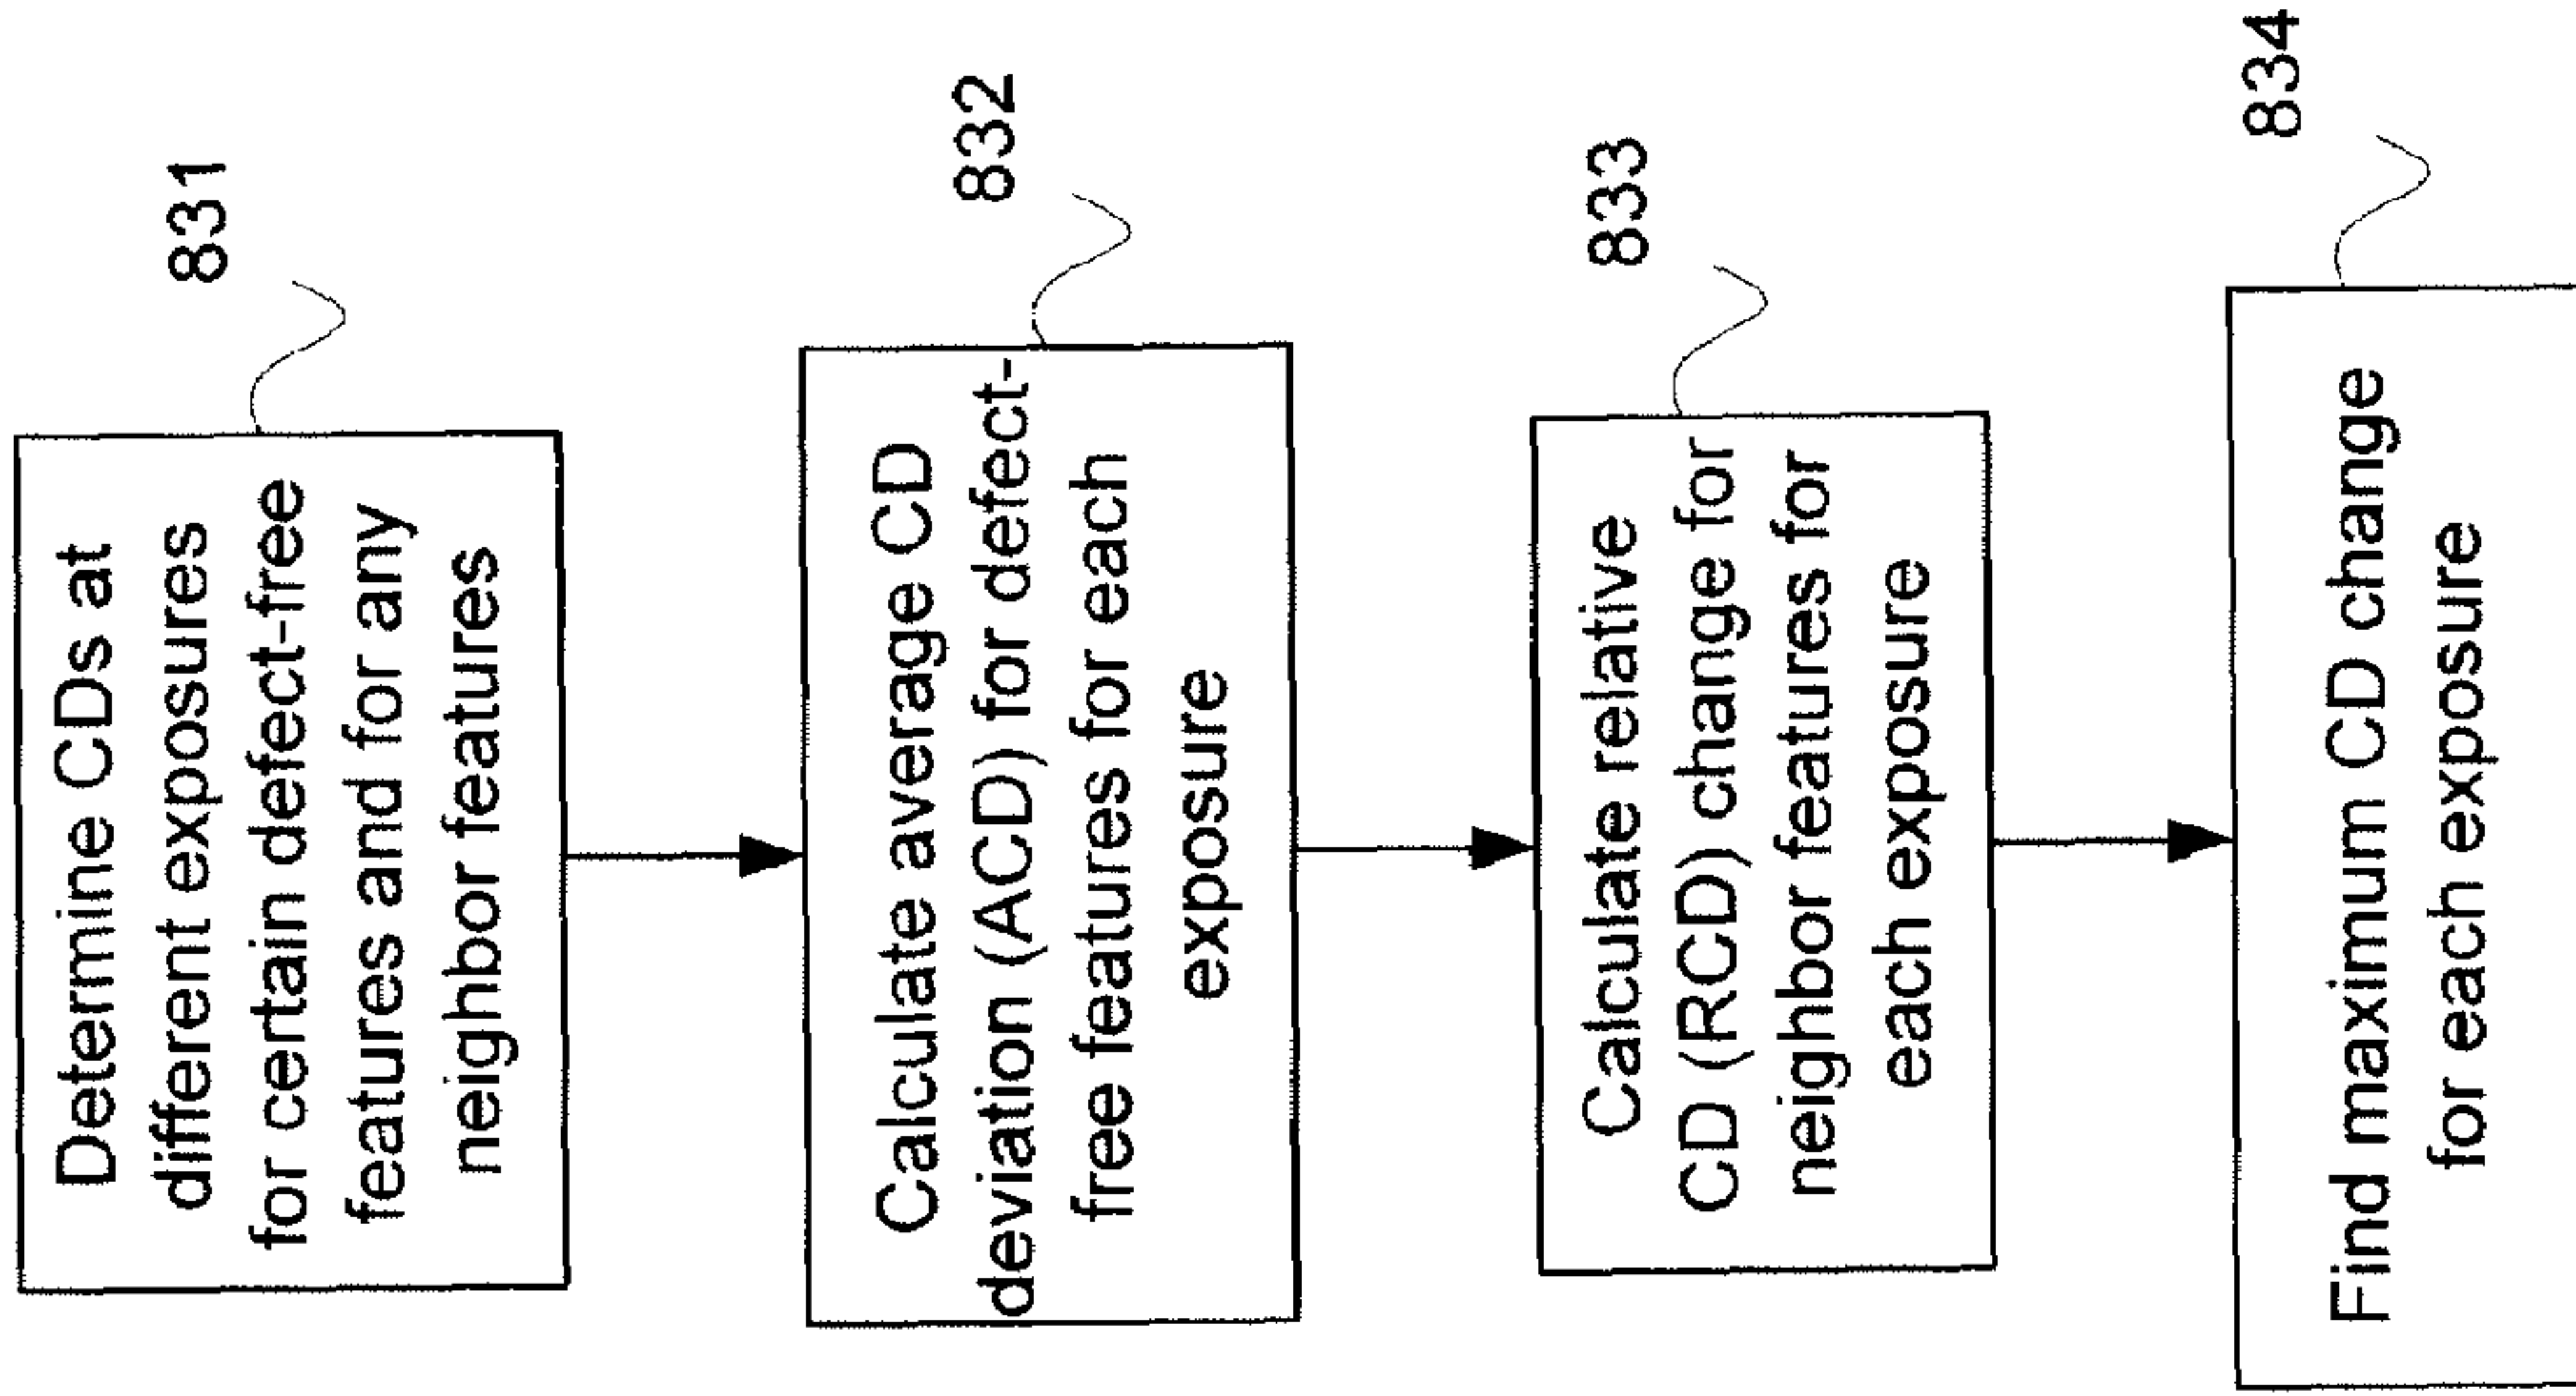 Determine CDs at
different exposures
for certain defect-free
features and for any
neighbor features
831
Calculate average CD
deviation (ACD) for defect-
free features for each
exposure
832
Calculate relative
CD (RCD) change for
neighbor features for
each exposure
833
Find maximum CD change
for each exposure
834